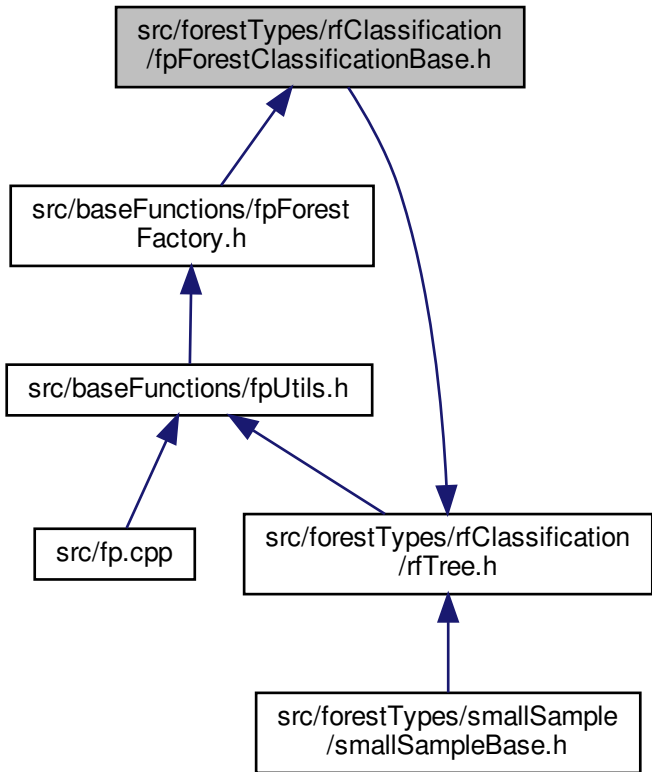 src/forestTypes/rfClassification
/fpForestClassificationBase.h
src/baseFunctions/fpForest
Factory.h
src/baseFunctions/fpUtils.h
src/fp.cpp
src/forestTypes/rfClassification
/rfTree.h
src/forestTypes/smallSample
/smallSampleBase.h